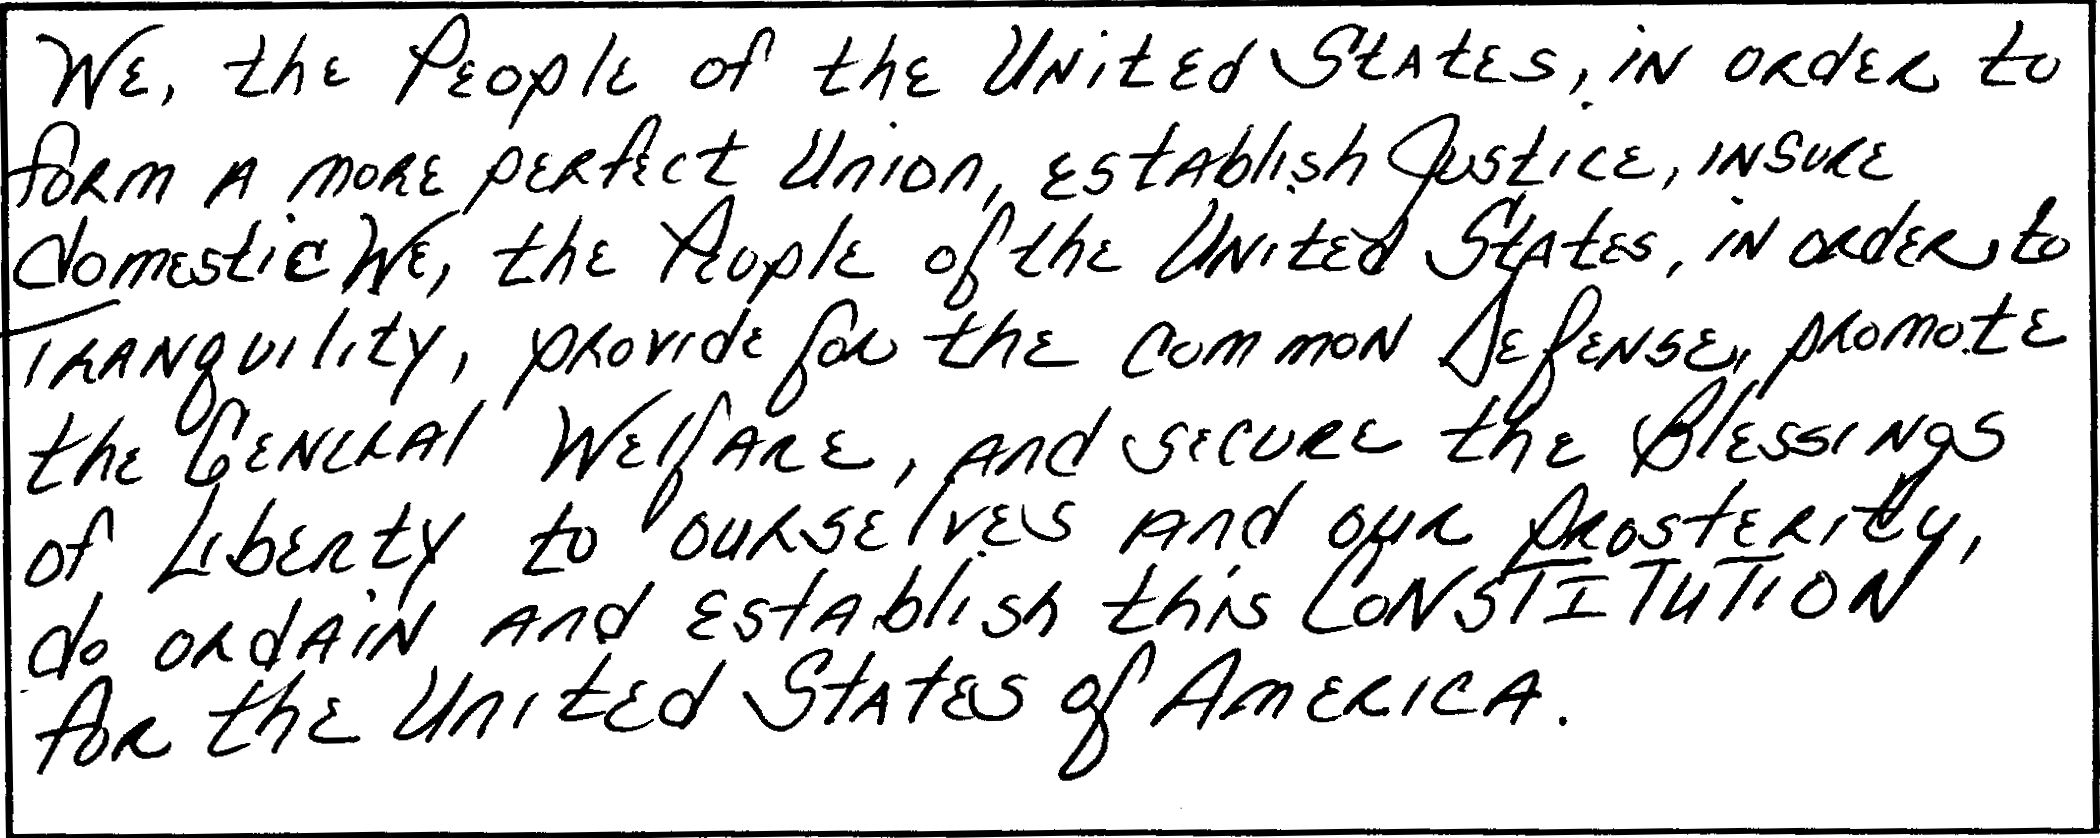 We, the People of the United States, in order to
form a more perfect Union, establish Justice, insure
domestic We, the People of the United States, in order to
Tranquility, provide for the common Defense, promote
the General Welfare, and secure the Blessings
of Liberty to ourselves and our prosterity,
do ordain and establish this CONSTITUTION
for the United States of America.